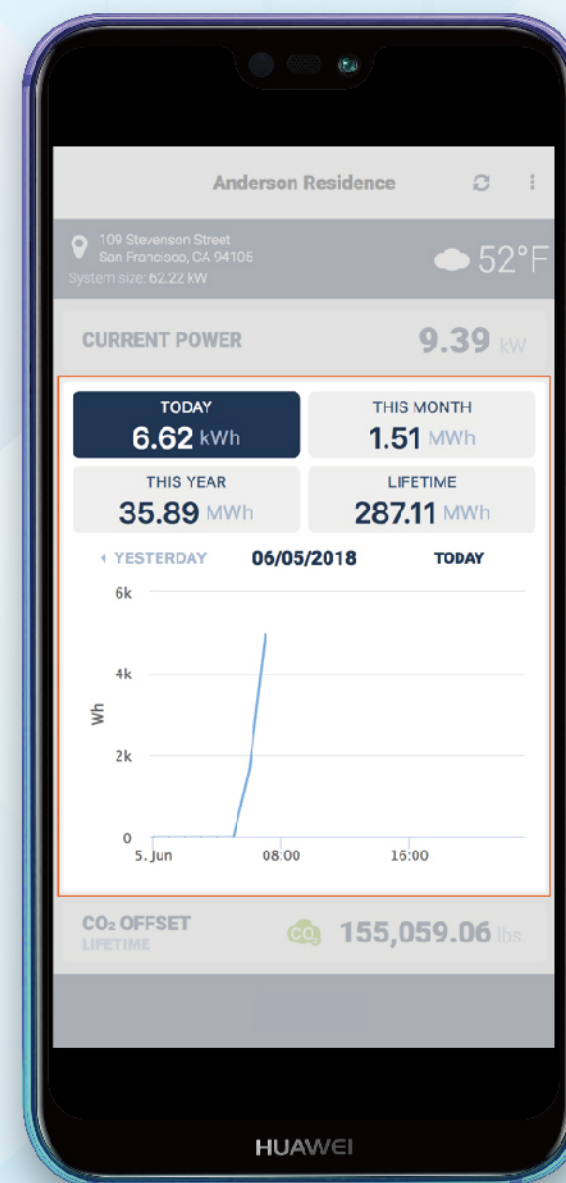 Anderson Residence
109 Stevenson Street
San Francisco, CA 94105
System size: 62.22 kW
52°F
CURRENT POWER
9.39 kW
TODAY
6.62 kWh
THIS MONTH
1.51 MWh
THIS YEAR
35.89 MWh
LIFETIME
287.11 MWh
YESTERDAY 06/05/2018 TODAY
6k
4k
2k
0
Wh
5. Jun 08:00 16:00
CO₂ OFFSET
LIFETIME
CO₂
155,059.06 lbs.
HUAWEI